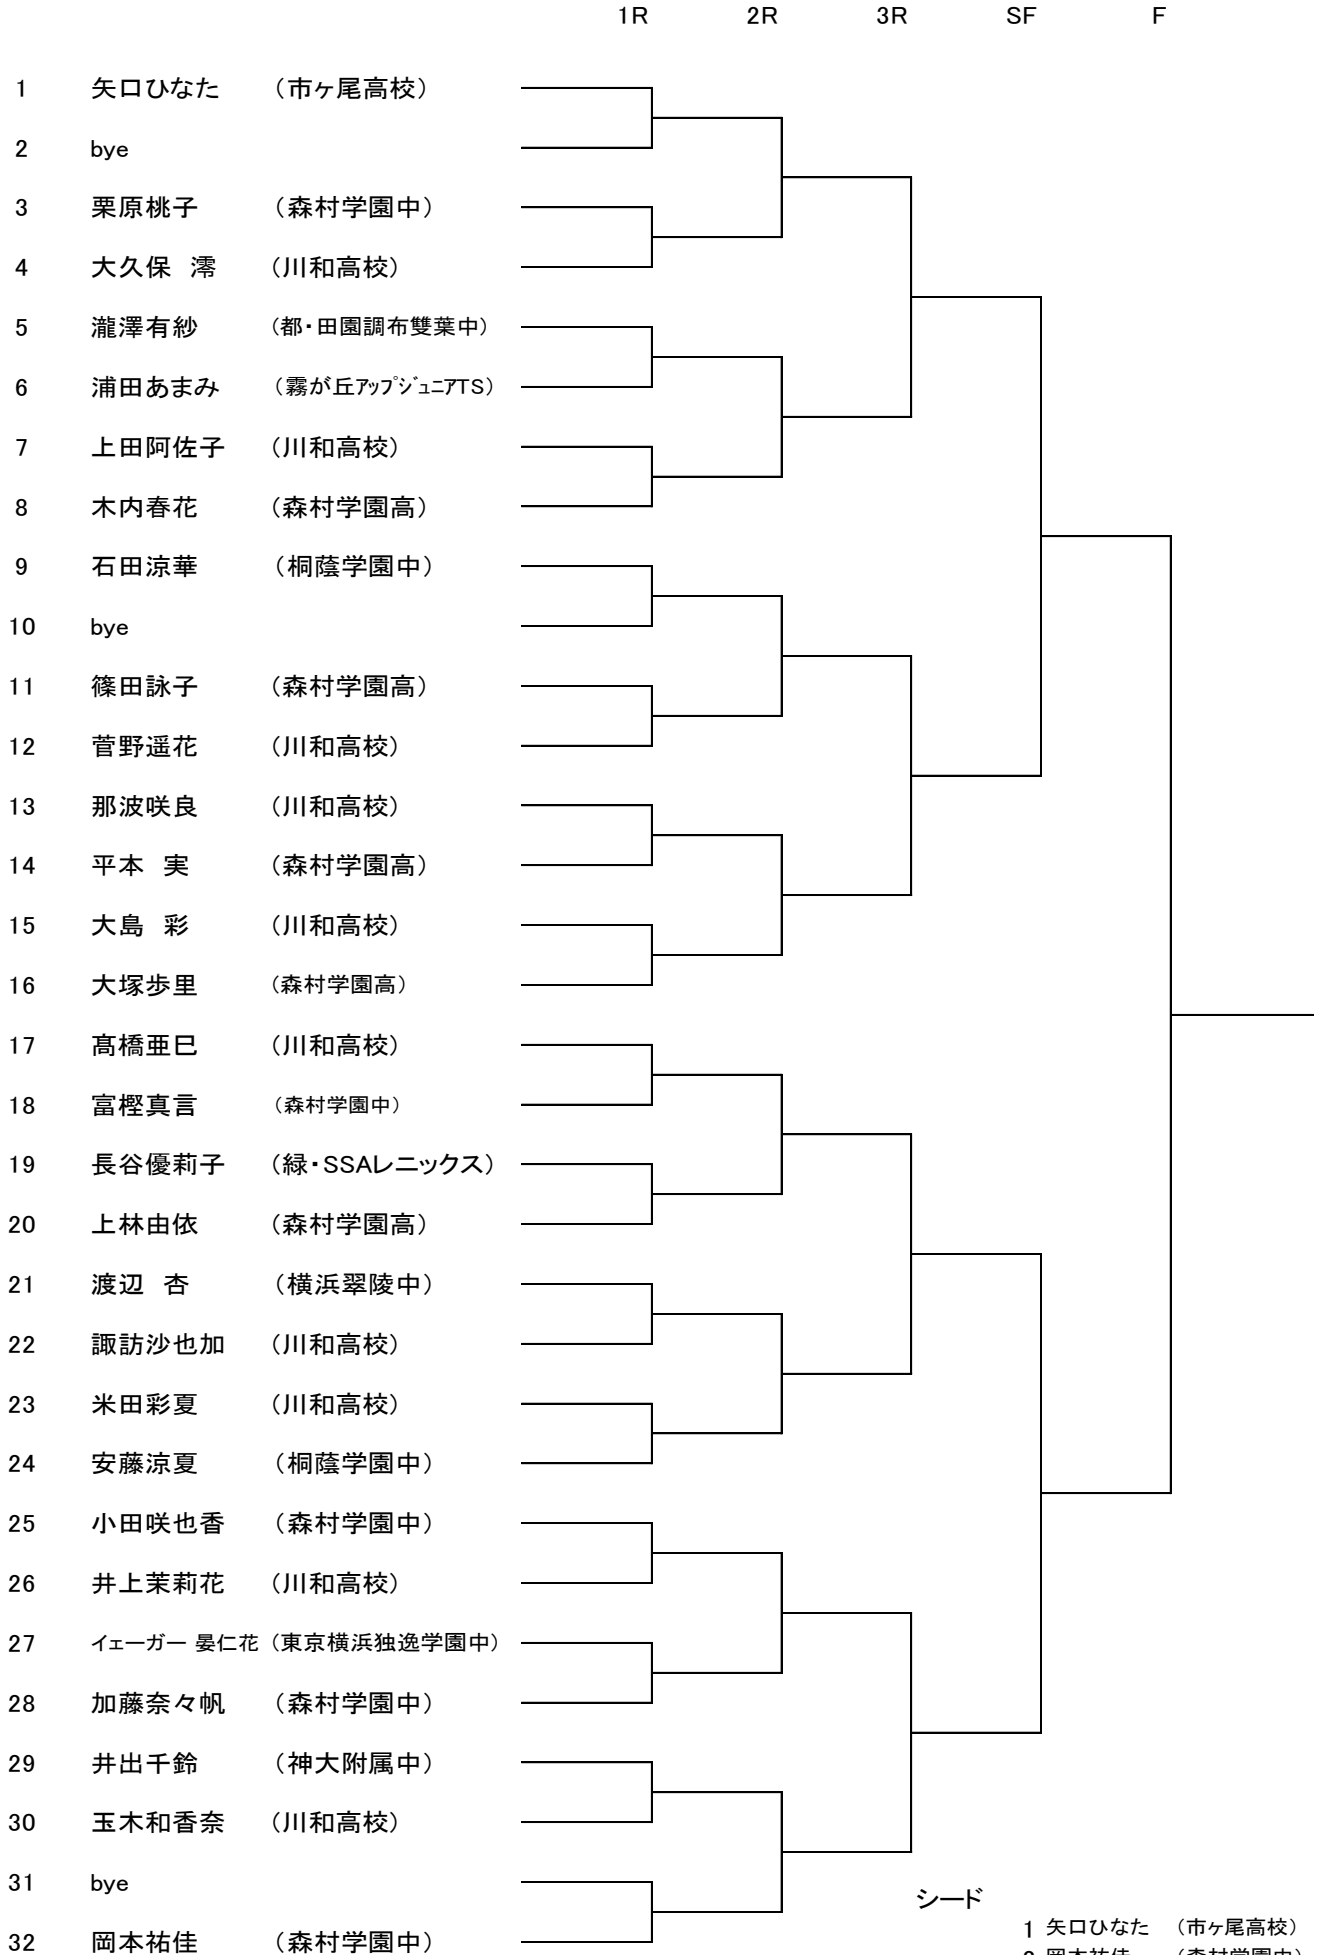 1R 2R 3R SF F
1 矢口ひなた （市ヶ尾高校）
2 bye
3 栗原桃子 （森村学園中）
4 大久保　澪 （川和高校）
5 瀧澤有紗 （都・田園調布雙葉中）
6 浦田あまみ （霧が丘ｱｯﾌﾟｼﾞｭﾆｱTS）
7 上田阿佐子 （川和高校）
8 木内春花 （森村学園高）
9 石田涼華 （桐蔭学園中）
10 bye
11 篠田詠子 （森村学園高）
12 菅野遥花 （川和高校）
13 那波咲良 （川和高校）
14 平本　実 （森村学園高）
15 大島　彩 （川和高校）
16 大塚歩里 （森村学園高）
17 髙橋亜巳 （川和高校）
18 富樫真言 （森村学園中）
19 長谷優莉子 （緑・SSAレニックス）
20 上林由依 （森村学園高）
21 渡辺　杏 （横浜翠陵中）
22 諏訪沙也加 （川和高校）
23 米田彩夏 （川和高校）
24 安藤涼夏 （桐蔭学園中）
25 小田咲也香 （森村学園中）
26 井上茉莉花 （川和高校）
27 イェーガー 晏仁花 （東京横浜独逸学園中）
28 加藤奈々帆 （森村学園中）
29 井出千鈴 （神大附属中）
30 玉木和香奈 （川和高校）
31 bye
32 岡本祐佳 （森村学園中）
シード
1 矢口ひなた （市ヶ尾高校）
2 岡本祐佳 （森村学園中）